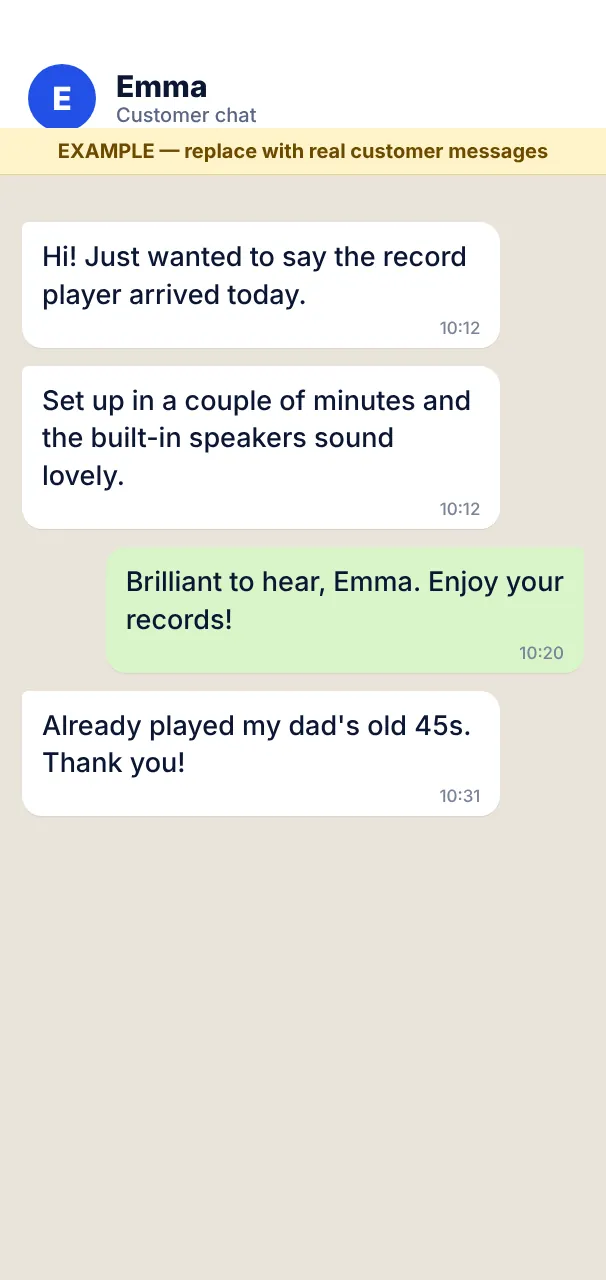 E
Emma
Customer chat
EXAMPLE — replace with real customer messages
Hi! Just wanted to say the record
player arrived today.
10:12
Set up in a couple of minutes and
the built-in speakers sound
lovely.
10:12
Brilliant to hear, Emma. Enjoy your
records!
10:20
Already played my dad's old 45s.
Thank you!
10:31